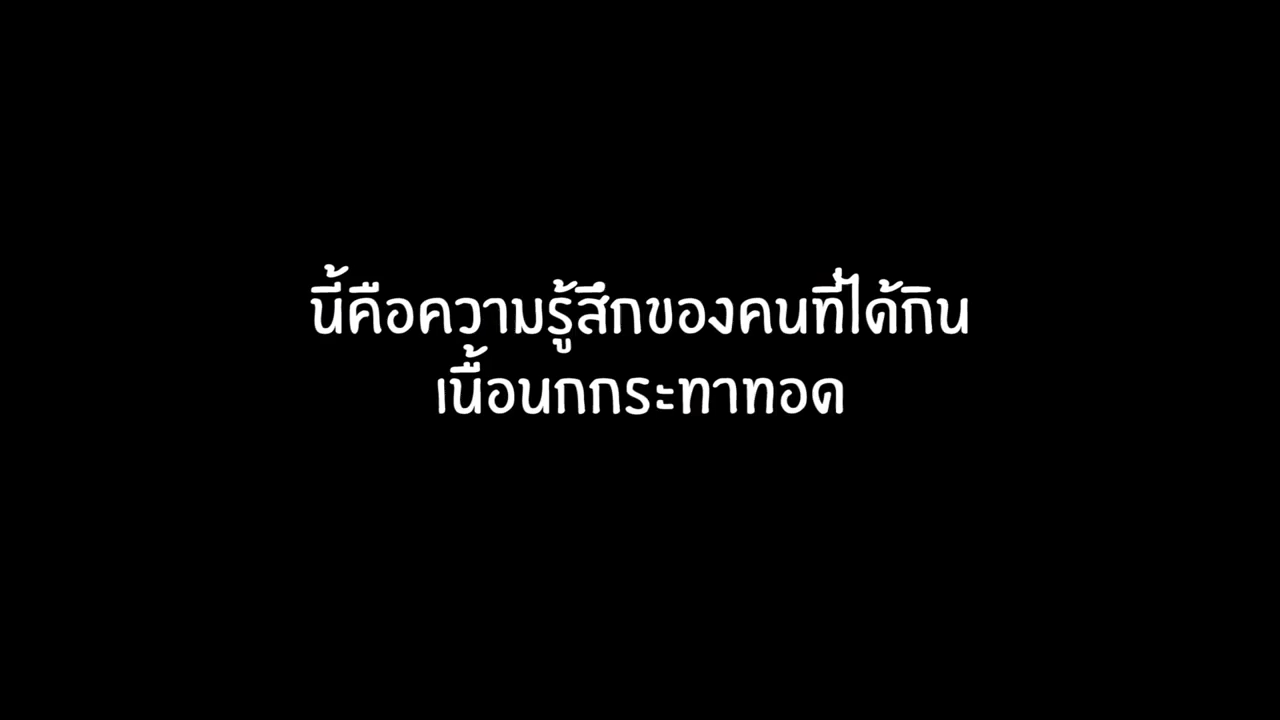 นี้คือความรู้สึกของคนที่ได้กิน
เนื้อนกกระทาทอด